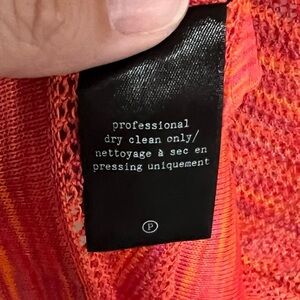 professional
dry clean only/
nettoyage à sec en
pressing uniquement
P